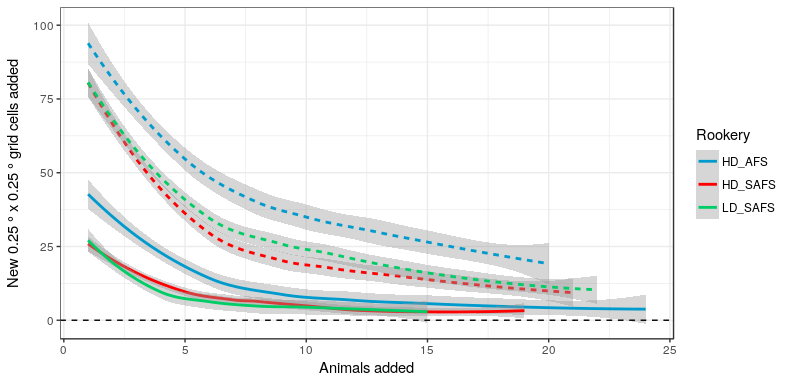 New 0.25 ° x 0.25 ° grid cells added
100
75
50
25
0
0
5
10
15
20
25
Animals added
Rookery
HD_AFS
HD_SAFS
LD_SAFS